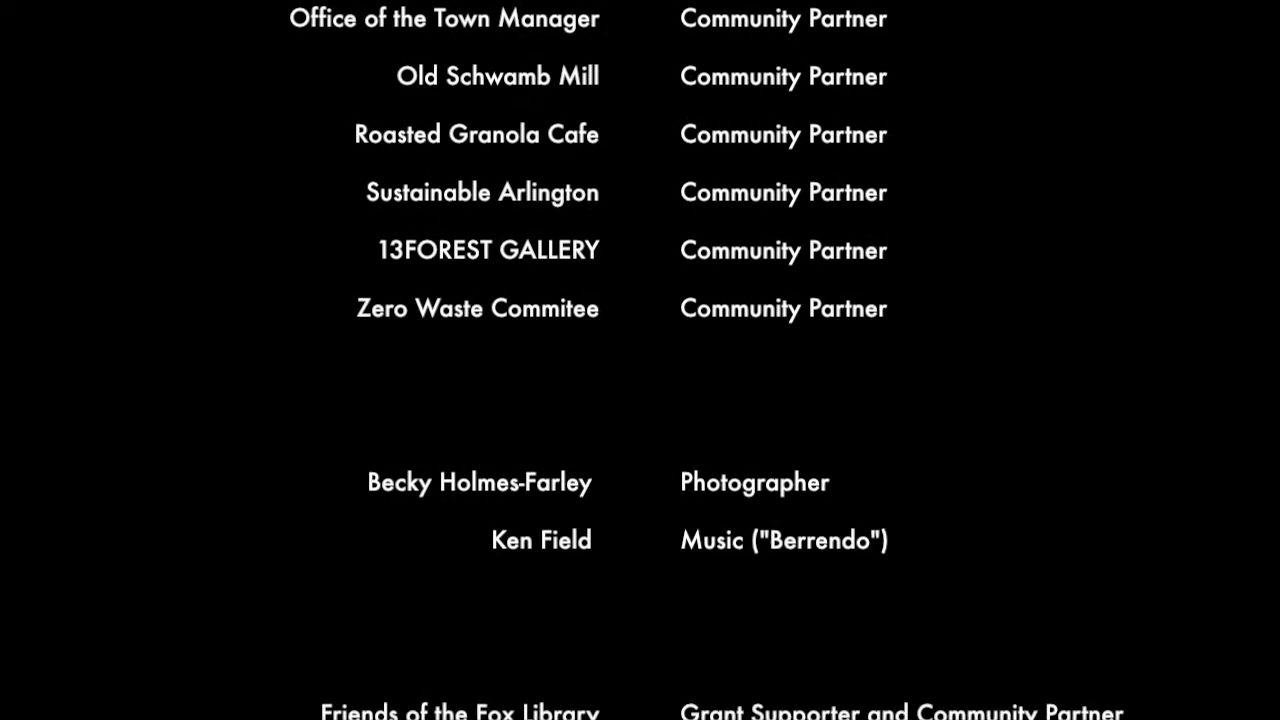 Office of the Town Manager Community Partner
Old Schwamb Mill Community Partner
Roasted Granola Cafe Community Partner
Sustainable Arlington Community Partner
13FOREST GALLERY Community Partner
Zero Waste Commitee Community Partner
Becky Holmes-Farley Photographer
Ken Field Music ("Berrendo")
Friends of the Fox Library Grant Supporter and Community Partner